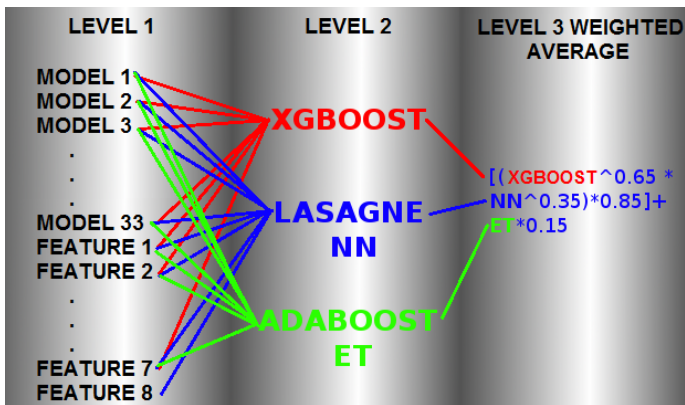 LEVEL 1
MODEL 1
MODEL 2
MODEL 3
.
.
.
MODEL 33
FEATURE 1
FEATURE 2
.
.
.
FEATURE 7
FEATURE 8
LEVEL 2
XGBOOST
LASAGNE
NN
ADABOOST
ET
LEVEL 3 WEIGHTED
AVERAGE
[(XGBOOST^0.65 *
NN^0.35)*0.85]+
ET*0.15